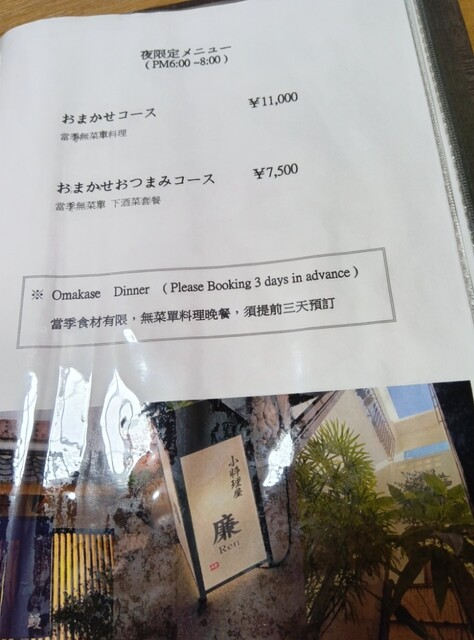 夜限定メニュー
(PM6:00 ~8:00)
おまかせコース ¥11,000
當季無菜單料理
おまかせおつまみコース ¥7,500
當季無菜單 下酒菜套餐
※ Omakase Dinner (Please Booking 3 days in advance)
當季食材有限，無菜單料理晚餐，須提前三天預訂
小料理屋
廉
Ren